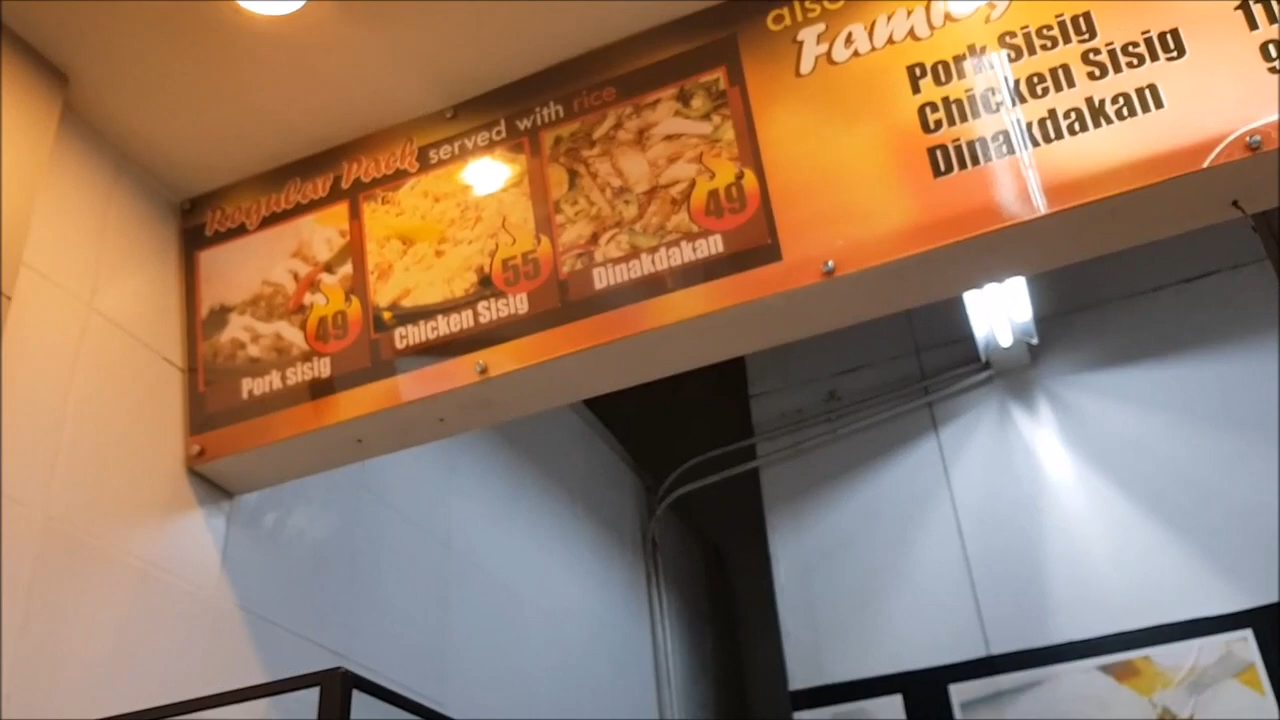 Regular Pack served with rice
49
Pork sisig
55
Chicken Sisig
49
Dinakdakan
also
Family
Pork Sisig
Chicken Sisig
Dinakdakan